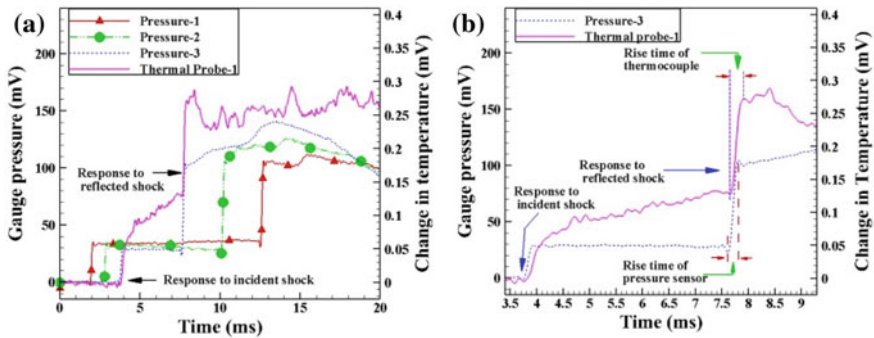 (a)
Pressure-1
Pressure-2
Pressure-3
Thermal Probe-1
Gauge pressure (mV)
200
150
100
50
0
Response to
reflected shock
Response to incident shock
0 5 10 15 20
Time (ms)
0.4
0.35
0.3
0.25
0.2
0.15
0.1
0.05
0
Change in temperature (mV)
(b)
Pressure-3
Thermal probe-1
Gauge pressure (mV)
200
150
100
50
0
Rise time of
thermocouple
Response to
reflected shock
Response to
incident shock
Rise time of
pressure sensor
3.5 4 4.5 5 5.5 6 6.5 7 7.5 8 8.5 9
Time (ms)
0.4
0.35
0.3
0.25
0.2
0.15
0.1
0.05
0
Change in Temperature (mV)